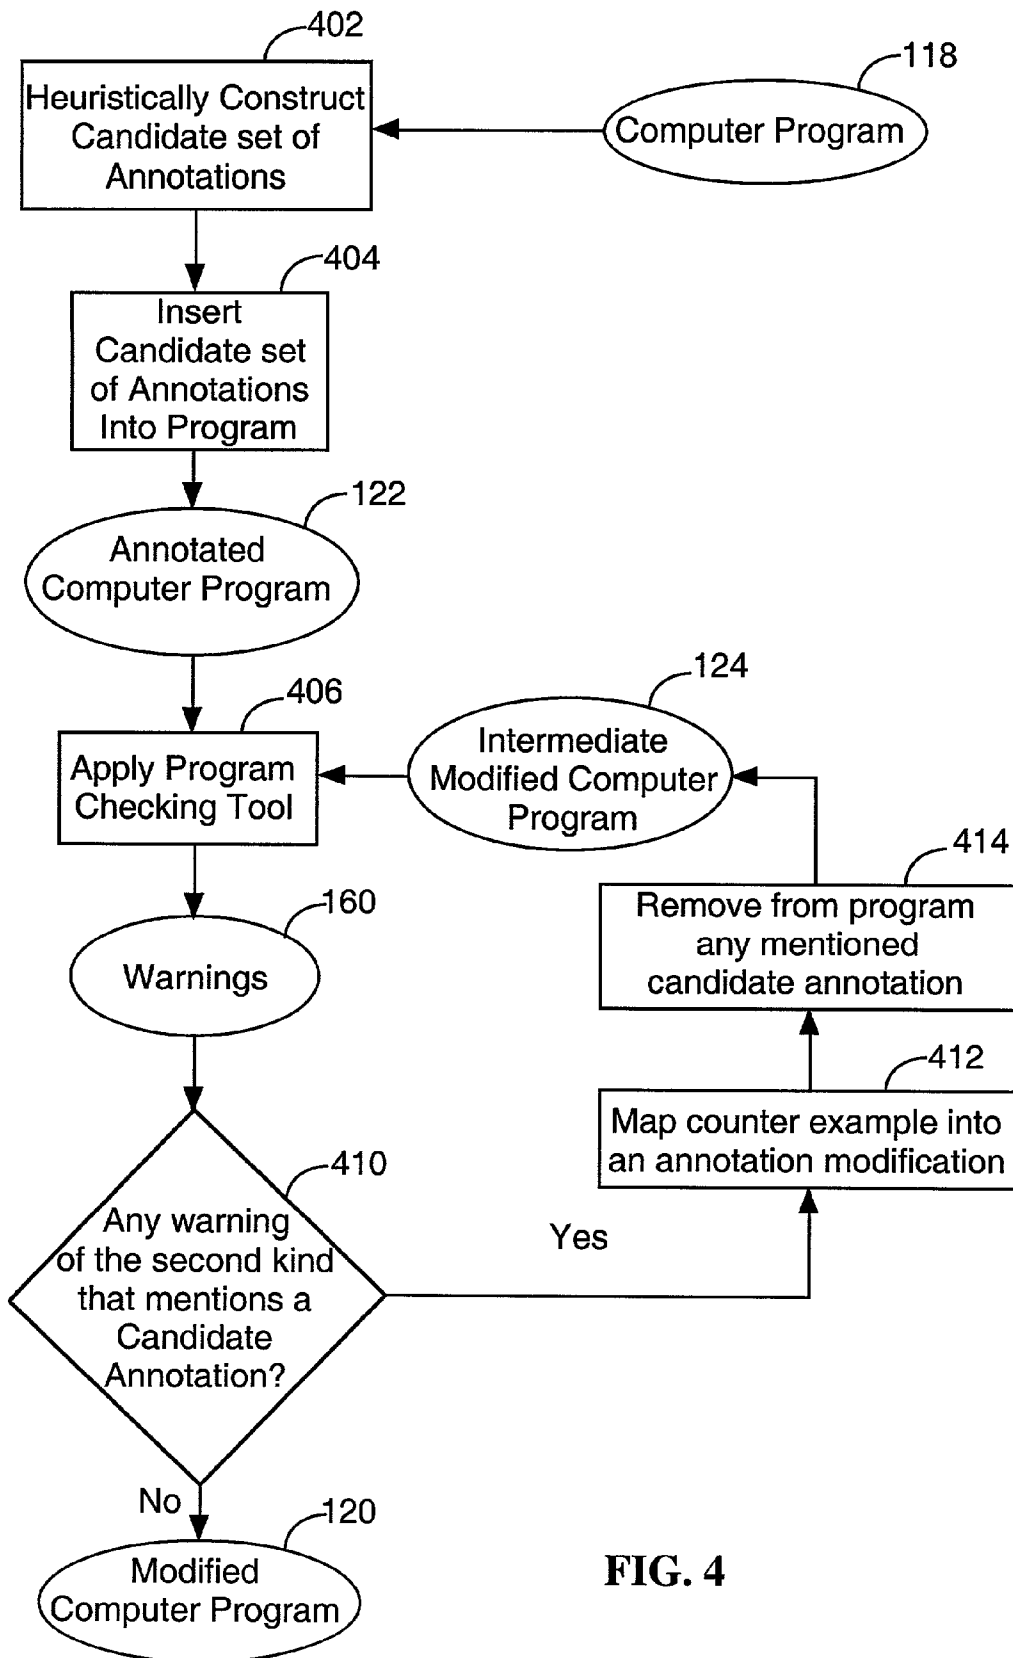 402
Heuristically Construct
Candidate set of
Annotations
118
Computer Program
404
Insert
Candidate set
of Annotations
Into Program
122
Annotated
Computer Program
406
Apply Program
Checking Tool
124
Intermediate
Modified Computer
Program
414
Remove from program
any mentioned
candidate annotation
160
Warnings
412
Map counter example into
an annotation modification
410
Any warning
of the second kind
that mentions a
Candidate
Annotation?
Yes
No
120
Modified
Computer Program
FIG. 4